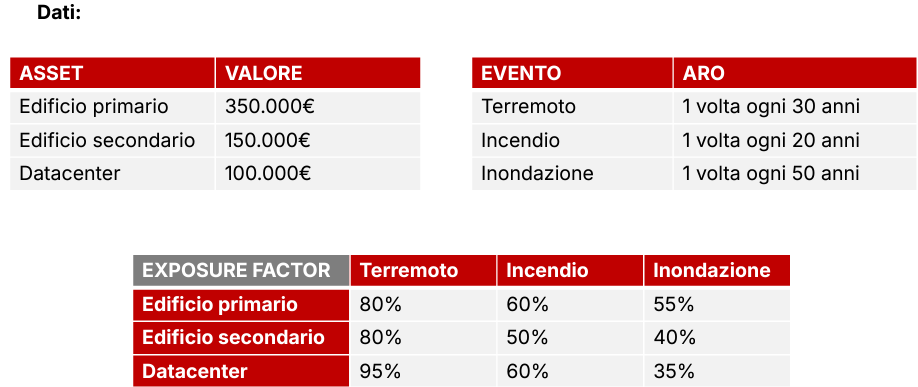 Dati:
ASSET VALORE
Edificio primario 350.000€
Edificio secondario 150.000€
Datacenter 100.000€
EVENTO ARO
Terremoto 1 volta ogni 30 anni
Incendio 1 volta ogni 20 anni
Inondazione 1 volta ogni 50 anni
EXPOSURE FACTOR Terremoto Incendio Inondazione
Edificio primario 80% 60% 55%
Edificio secondario 80% 50% 40%
Datacenter 95% 60% 35%